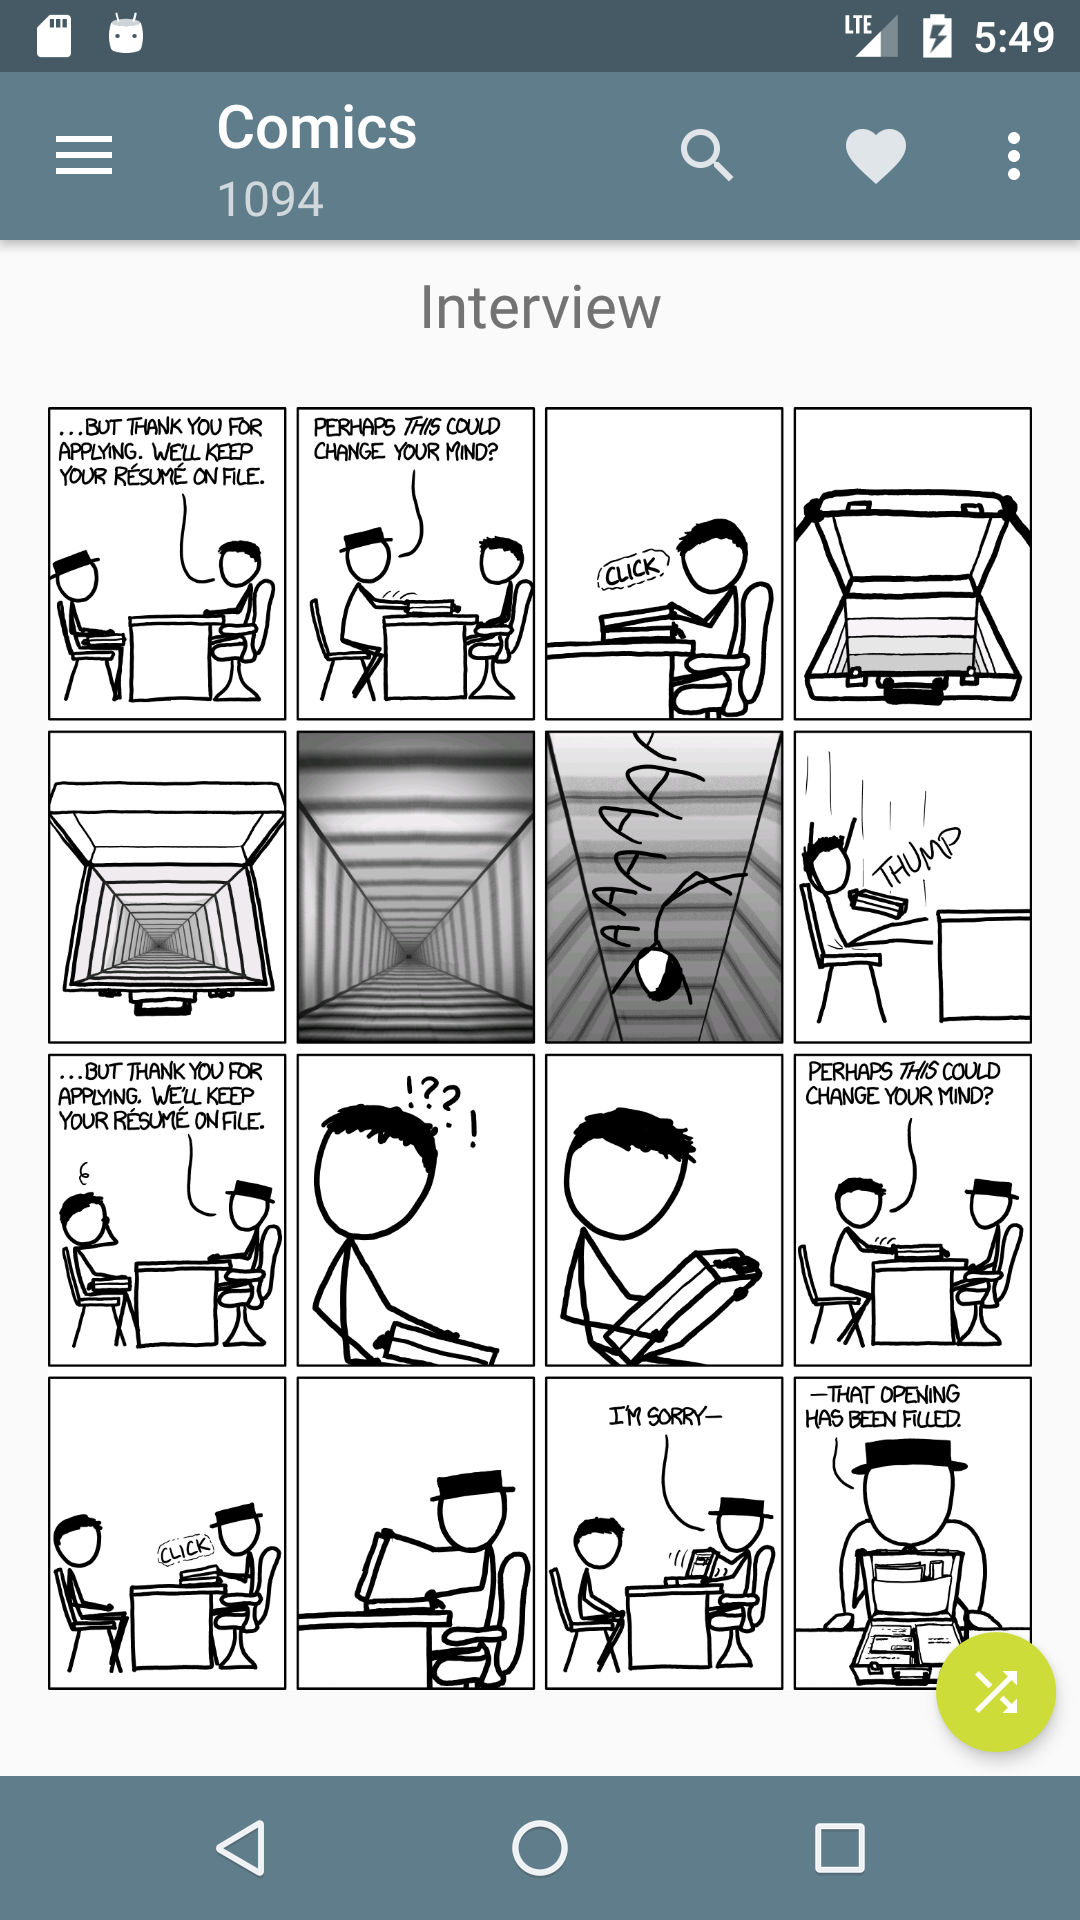 LTE 5:49
Comics
1094
Interview
...BUT THANK YOU FOR
APPLYING. WE'LL KEEP
YOUR RÉSUMÉ ON FILE.
PERHAPS THIS COULD
CHANGE YOUR MIND?
CLICK
AAAAAAA
THUMP
...BUT THANK YOU FOR
APPLYING. WE'LL KEEP
YOUR RÉSUMÉ ON FILE.
!??!
PERHAPS THIS COULD
CHANGE YOUR MIND?
CLICK
I'M SORRY—
—THAT OPENING
HAS BEEN FILLED.